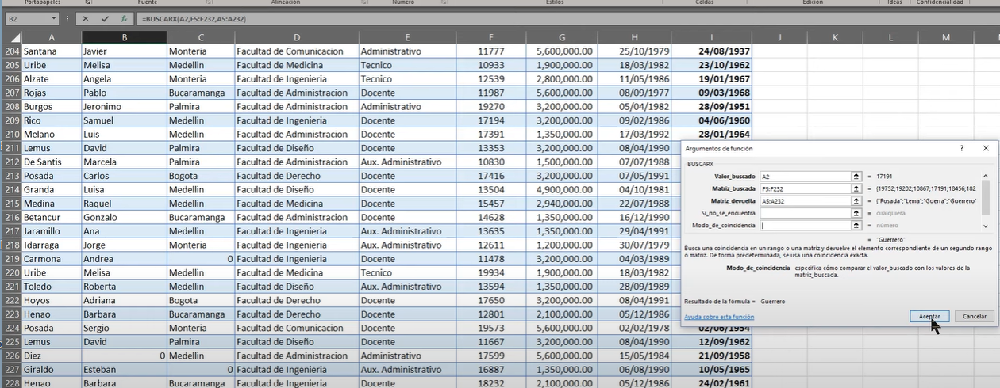 Portapapeles Fuente Alineación Número Estilos Celdas Edición Ideas Confidencialidad
B2 =BUSCARX(A2,F5:F232,A5:A232)
A B C D E F G H I J K L M
204 Santana Javier Monteria Facultad de Comunicacion Administrativo 11777 5,600,000.00 25/10/1979 24/08/1937
205 Uribe Melisa Medellin Facultad de Medicina Tecnico 10933 1,900,000.00 18/03/1982 23/10/1962
206 Alzate Angela Monteria Facultad de Ingenieria Tecnico 12539 2,800,000.00 11/05/1986 19/01/1967
207 Rojas Pablo Bucaramanga Facultad de Administracion Docente 11987 5,600,000.00 08/09/1977 09/03/1968
208 Burgos Jeronimo Palmira Facultad de Administracion Administrativo 19270 3,200,000.00 05/04/1982 28/09/1951
209 Rico Samuel Medellin Facultad de Ingenieria Docente 17194 3,200,000.00 09/02/1986 04/06/1960
210 Melano Luis Medellin Facultad de Administracion Docente 17391 1,350,000.00 17/03/1992 28/01/1964
211 Lemus David Palmira Facultad de Diseño Docente 13353 3,200,000.00 08/04/1990
212 De Santis Marcela Palmira Facultad de Diseño Aux. Administrativo 10830 1,500,000.00 07/07/1988
213 Posada Carlos Bogota Facultad de Derecho Docente 17416 3,200,000.00 07/05/1991
214 Granda Luisa Medellin Facultad de Diseño Docente 13504 4,900,000.00 04/10/1981
215 Medina Raquel Medellin Facultad de Diseño Docente 15457 2,940,000.00 22/07/1988
216 Betancur Gonzalo Bucaramanga Facultad de Administracion Docente 14628 1,350,000.00 16/12/1990
217 Jaramillo Ana Medellin Facultad de Ingenieria Aux. Administrativo 13635 1,350,000.00 29/04/1991
218 Idarraga Jorge Monteria Facultad de Ingenieria Aux. Administrativo 12611 1,200,000.00 30/07/1979
219 Carmona Andrea 0 Facultad de Ingenieria Docente 11478 3,200,000.00 04/03/1989
220 Uribe Melisa Medellin Facultad de Medicina Tecnico 19934 1,900,000.00 18/03/1982
221 Toledo Roberta Medellin Facultad de Diseño Aux. Administrativo 13594 1,350,000.00 28/09/1989
222 Hoyos Adriana Bogota Facultad de Derecho Docente 17650 3,200,000.00 08/04/1991
223 Henao Barbara Bucaramanga Facultad de Derecho Docente 12801 2,100,000.00 05/12/1986
224 Posada Sergio Monteria Facultad de Comunicacion Docente 19573 5,600,000.00 02/02/1978 02/06/1954
225 Lemus David Palmira Facultad de Diseño Docente 11667 3,200,000.00 08/04/1990 12/09/1962
226 Diez 0 Medellin Facultad de Administracion Administrativo 17599 5,600,000.00 15/05/1984 21/09/1958
227 Giraldo Esteban 0 Facultad de Ingenieria Aux. Administrativo 16887 1,350,000.00 06/08/1990 10/05/1965
228 Henao Barbara Bucaramanga Facultad de Ingenieria Docente 18232 2,100,000.00 05/12/1986 24/02/1961
Argumentos de función ? ×
BUSCARX
Valor_buscado A2 = 17191
Matriz_buscada F5:F232 = {19752;19202;10867;17191;18456;182
Matriz_devuelta A5:A232 = {"Posada";"Lema";"Guerra";"Guerrero"
Si_no_se_encuentra = cualquiera
Modo_de_coincidencia = número
= "Guerrero"
Busca una coincidencia en un rango o una matriz y devuelve el elemento correspondiente de un segundo rango
o matriz. De forma predeterminada, se usa una coincidencia exacta.
Modo_de_coincidencia especifica cómo comparar el valor_buscado con los valores de la
matriz_buscada.
Resultado de la fórmula = Guerrero
Ayuda sobre esta función Aceptar Cancelar